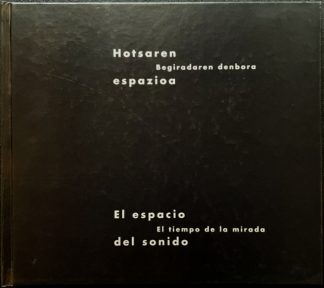 Hotsaren
Begiradaren denbora
espazioa
El espacio
El tiempo de la mirada
del sonido